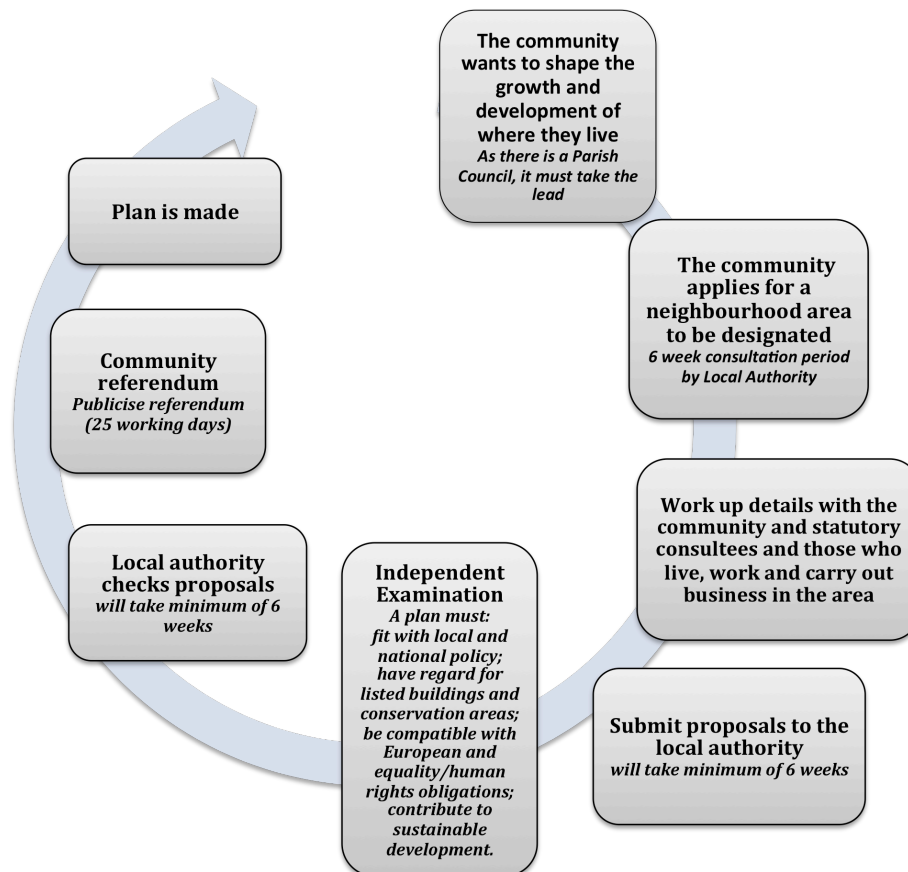 The community
wants to shape the
growth and
development of
where they live
As there is a Parish
Council, it must take the
lead
The community
applies for a
neighbourhood area
to be designated
6 week consultation period
by Local Authority
Work up details with the
community and statutory
consultees and those who
live, work and carry out
business in the area
Submit proposals to the
local authority
will take minimum of 6 weeks
Independent
Examination
A plan must:
fit with local and
national policy;
have regard for
listed buildings and
conservation areas;
be compatible with
European and
equality/human
rights obligations;
contribute to
sustainable
development.
Local authority
checks proposals
will take minimum of 6
weeks
Community
referendum
Publicise referendum
(25 working days)
Plan is made